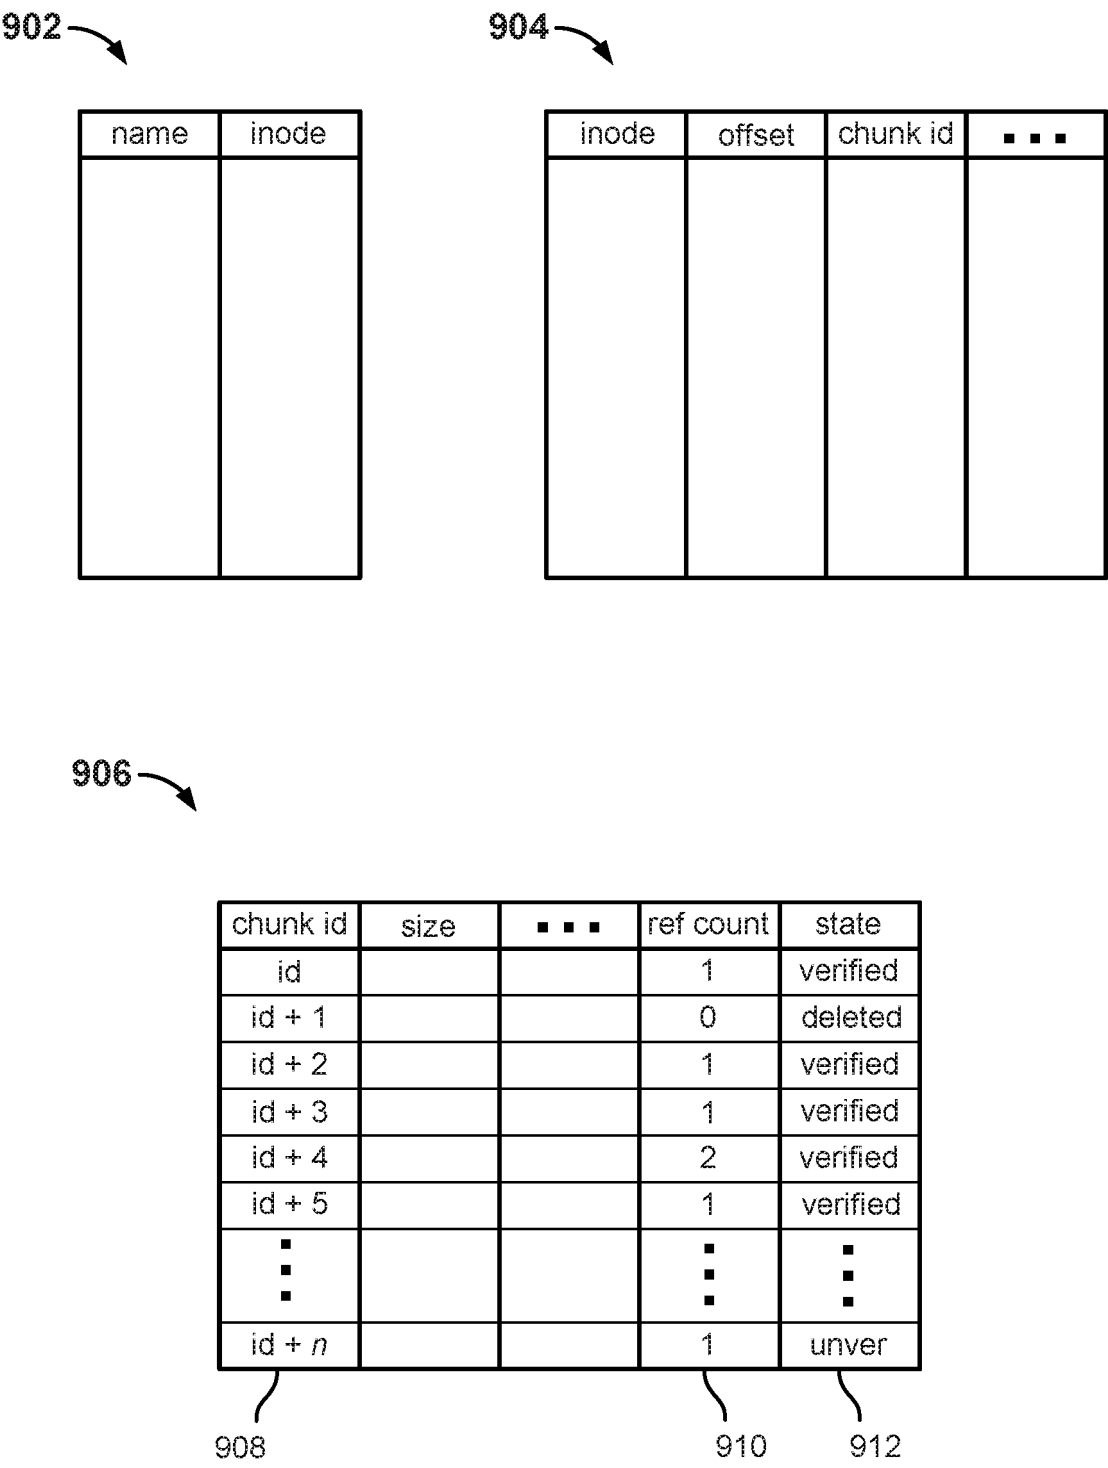 902 904
name inode
inode offset chunk id ...
906
chunk id size ... ref count state
id 1 verified
id + 1 0 deleted
id + 2 1 verified
id + 3 1 verified
id + 4 2 verified
id + 5 1 verified
id + n 1 unver
908 910 912